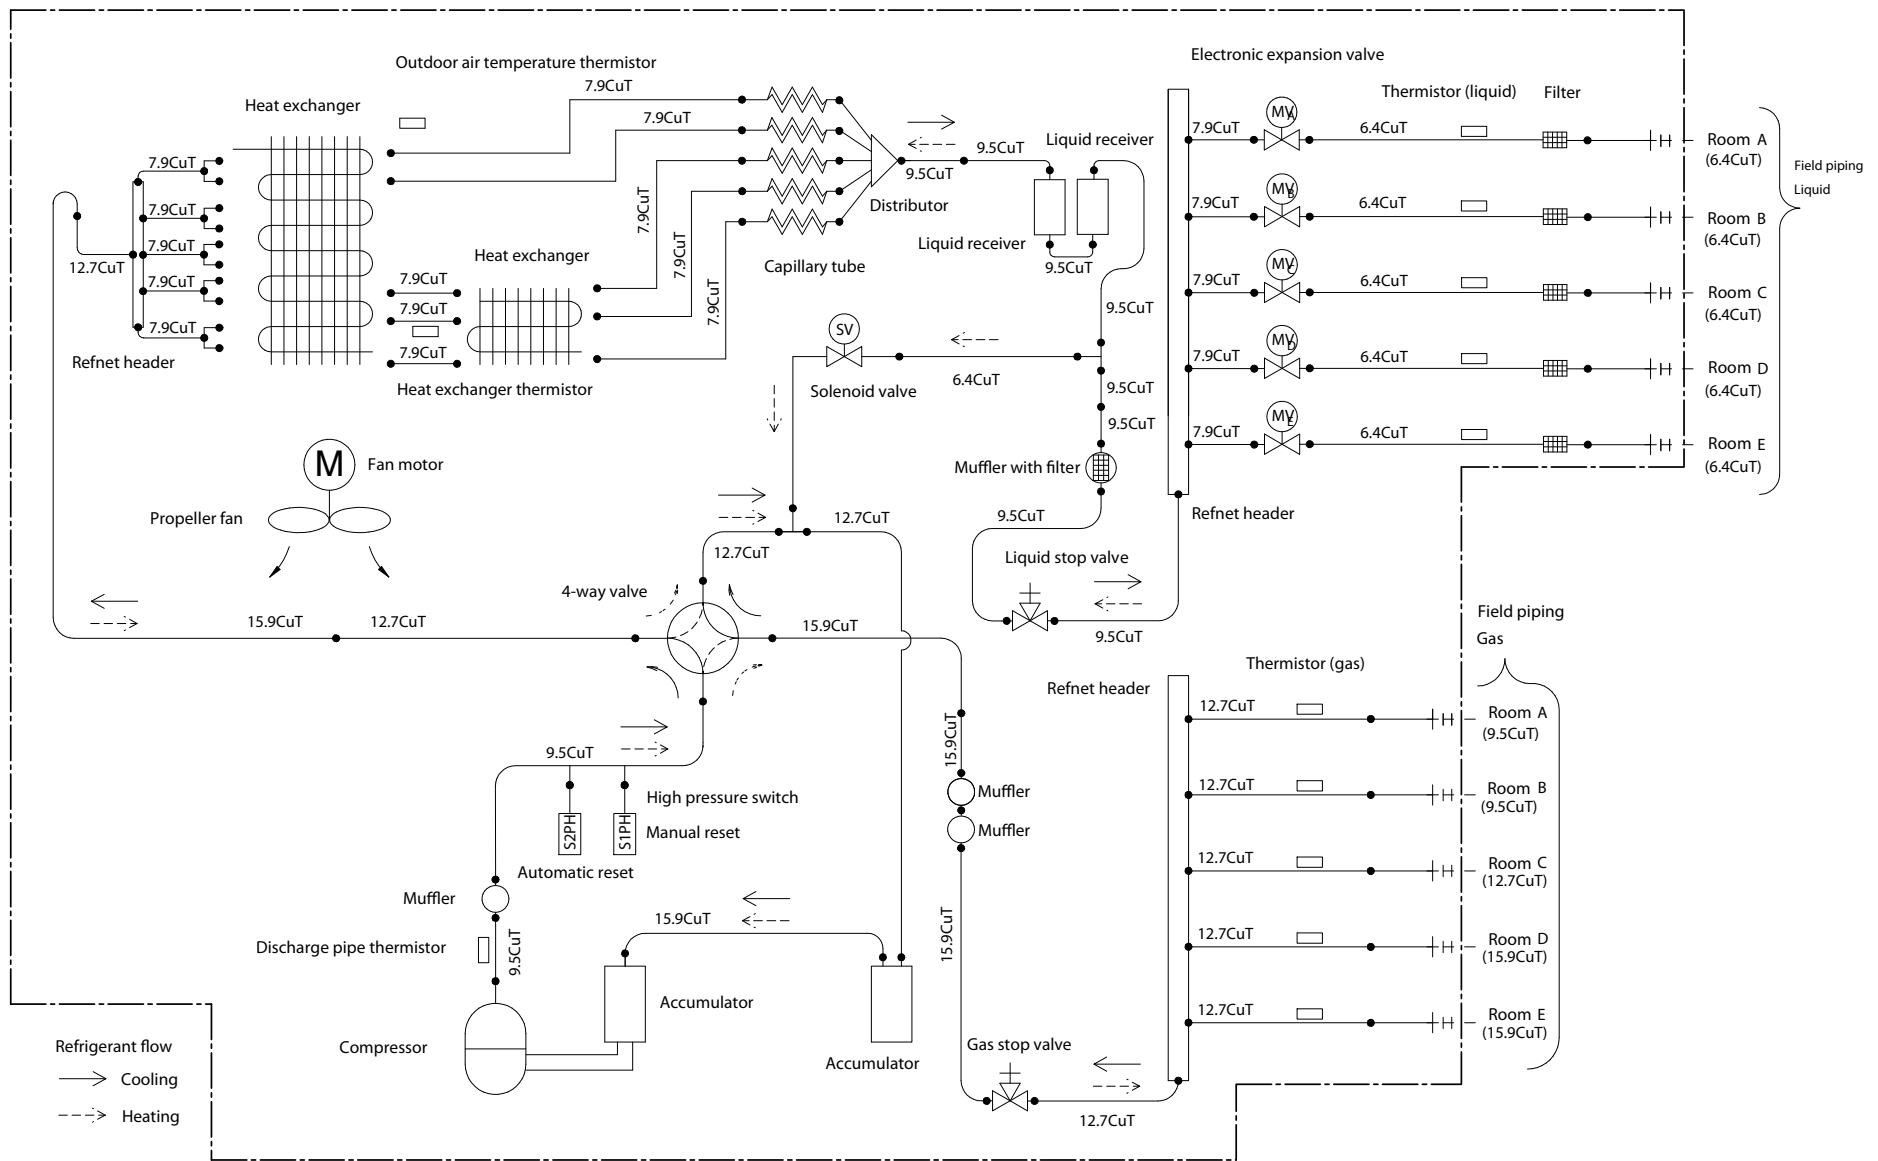 Outdoor air temperature thermistor
Heat exchanger
7.9CuT
7.9CuT
7.9CuT
7.9CuT
7.9CuT
7.9CuT
7.9CuT
12.7CuT
Refnet header
Heat exchanger
7.9CuT
7.9CuT
7.9CuT
Heat exchanger thermistor
7.9CuT
7.9CuT
7.9CuT
Capillary tube
Distributor
9.5CuT
9.5CuT
Liquid receiver
Liquid receiver
9.5CuT
9.5CuT
SV
Solenoid valve
6.4CuT
9.5CuT
9.5CuT
Muffler with filter
9.5CuT
Liquid stop valve
9.5CuT
Refnet header
Electronic expansion valve
Thermistor (liquid)
Filter
7.9CuT
MV
A
6.4CuT
Room A
(6.4CuT)
7.9CuT
MV
B
6.4CuT
Room B
(6.4CuT)
7.9CuT
MV
C
6.4CuT
Room C
(6.4CuT)
7.9CuT
MV
D
6.4CuT
Room D
(6.4CuT)
7.9CuT
MV
E
6.4CuT
Room E
(6.4CuT)
Field piping
Liquid
M
Fan motor
Propeller fan
15.9CuT
12.7CuT
4-way valve
12.7CuT
12.7CuT
15.9CuT
9.5CuT
High pressure switch
S2PH
S1PH
Manual reset
Automatic reset
Muffler
Discharge pipe thermistor
9.5CuT
Compressor
15.9CuT
Accumulator
Accumulator
15.9CuT
Muffler
Muffler
15.9CuT
Gas stop valve
12.7CuT
Refnet header
Thermistor (gas)
Field piping
Gas
12.7CuT
Room A
(9.5CuT)
12.7CuT
Room B
(9.5CuT)
12.7CuT
Room C
(12.7CuT)
12.7CuT
Room D
(15.9CuT)
12.7CuT
Room E
(15.9CuT)
Refrigerant flow
Cooling
Heating